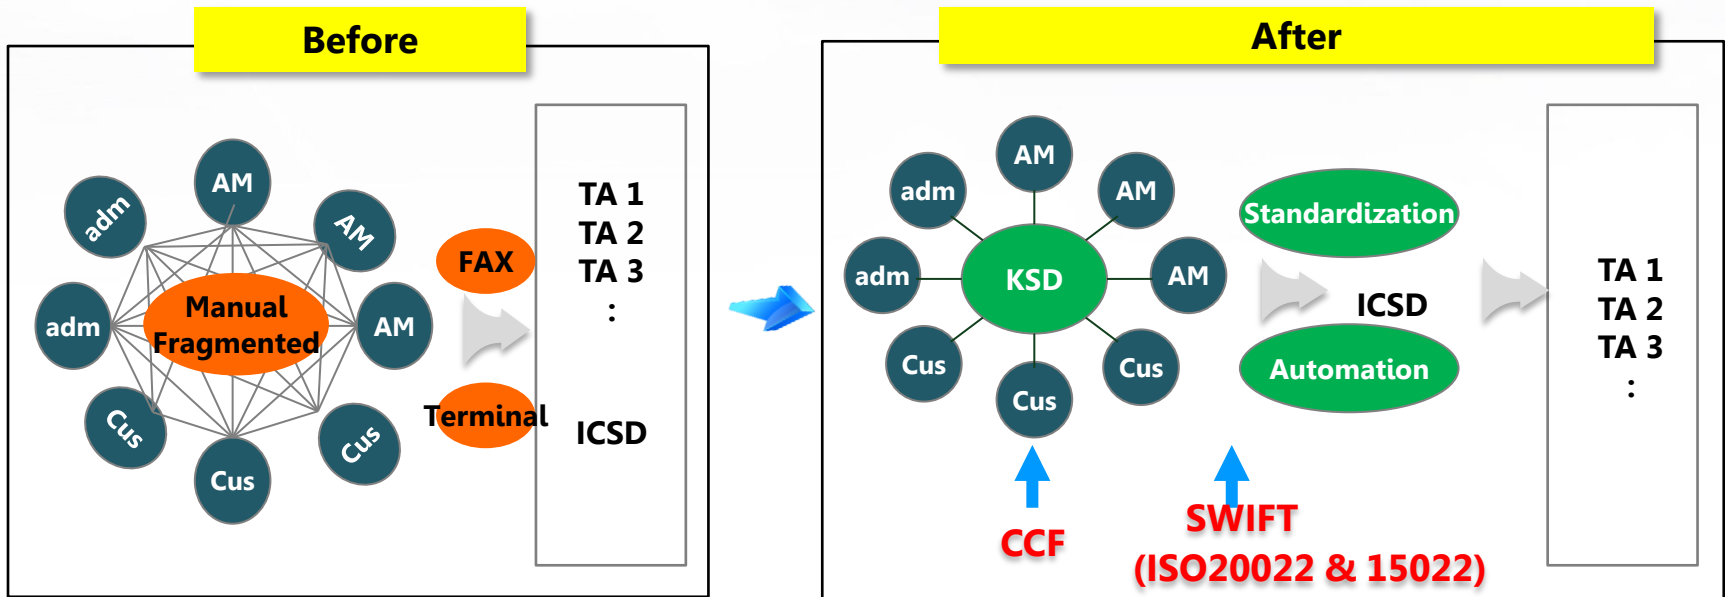 Before
AM
adm
AM
adm
Manual
Fragmented
AM
Cus
Cus
Cus
FAX
Terminal
TA 1
TA 2
TA 3
:
ICSD
After
AM
adm
AM
adm
KSD
AM
Cus
Cus
Cus
Standardization
ICSD
Automation
TA 1
TA 2
TA 3
:
CCF
SWIFT
(ISO20022 & 15022)